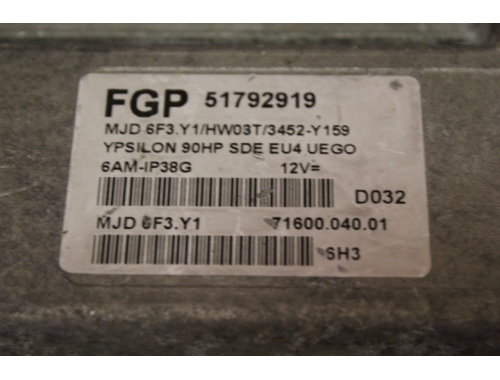 FGP 51792919
MJD 6F3.Y1/HW03T/3452-Y159
YPSILON 90HP SDE EU4 UEGO
6AM-IP38G 12V=
D032
MJD 6F3.Y1 71600.040.01
SH3